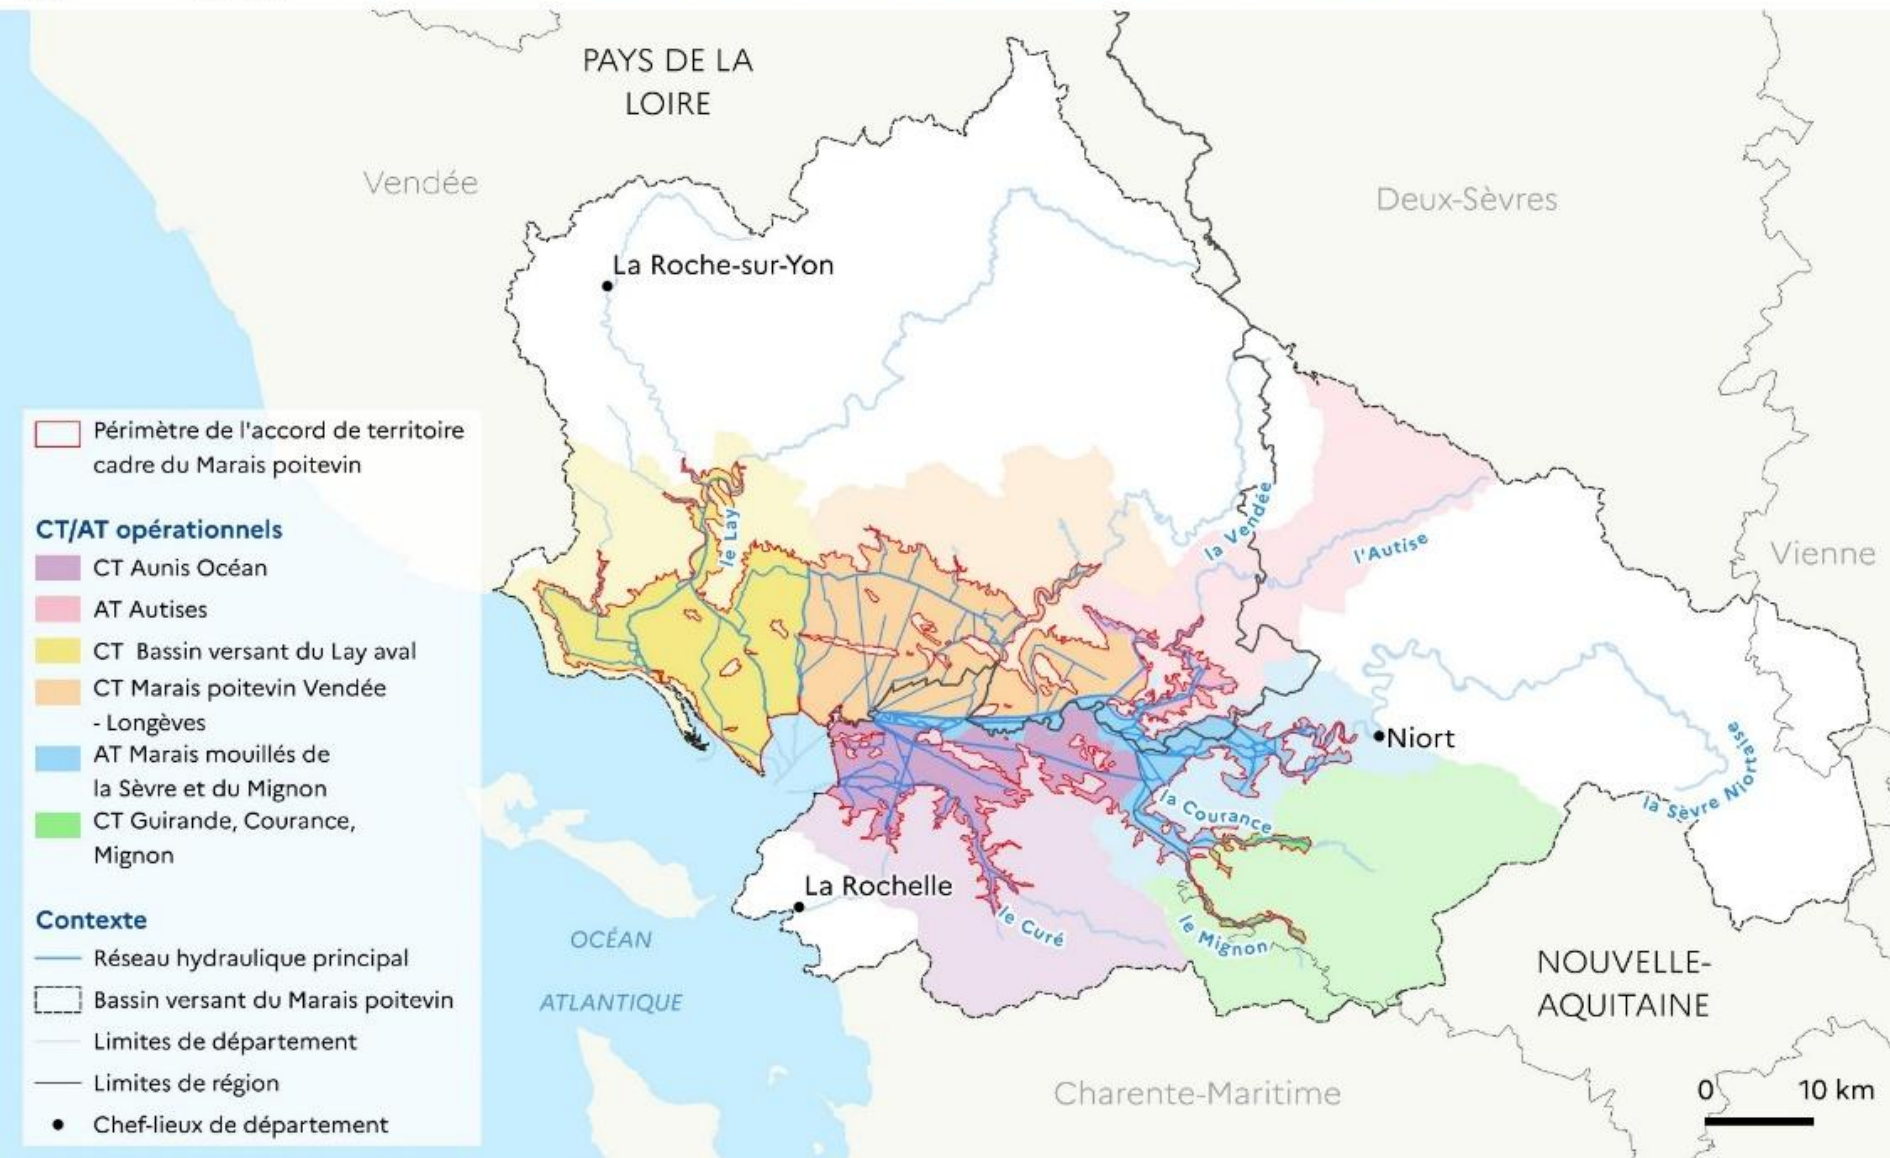 PAYS DE LA
LOIRE
Vendée
Deux-Sèvres
La Roche-sur-Yon
le Lay
la Vendée
l'Autise
Vienne
Niort
la Sèvre Niortaise
la Courance
La Rochelle
le Curé
le Mignon
OCÉAN
ATLANTIQUE
NOUVELLE-
AQUITAINE
Charente-Maritime
0 10 km
Périmètre de l'accord de territoire
cadre du Marais poitevin
CT/AT opérationnels
CT Aunis Océan
AT Autises
CT Bassin versant du Lay aval
CT Marais poitevin Vendée
- Longèves
AT Marais mouillés de
la Sèvre et du Mignon
CT Guirande, Courance,
Mignon
Contexte
Réseau hydraulique principal
Bassin versant du Marais poitevin
Limites de département
Limites de région
Chef-lieux de département